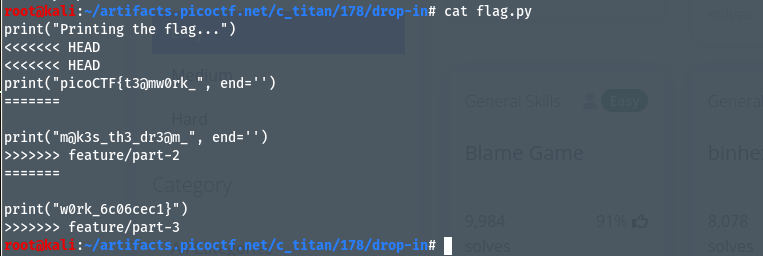 root@kali:~/artifacts.picoctf.net/c_titan/178/drop-in# cat flag.py
print("Printing the flag...")
<<<<<<< HEAD
<<<<<<< HEAD
print("picoCTF{t3@mw0rk_", end='')
=======

print("m@k3s_th3_dr3@m_", end='')
>>>>>>> feature/part-2
=======

print("w0rk_6c06cec1}")
>>>>>>> feature/part-3
root@kali:~/artifacts.picoctf.net/c_titan/178/drop-in#
Medium
Hard
Category
General Skills
Easy
Blame Game
9,984
solves
91%
General
binhe
8,078
solves